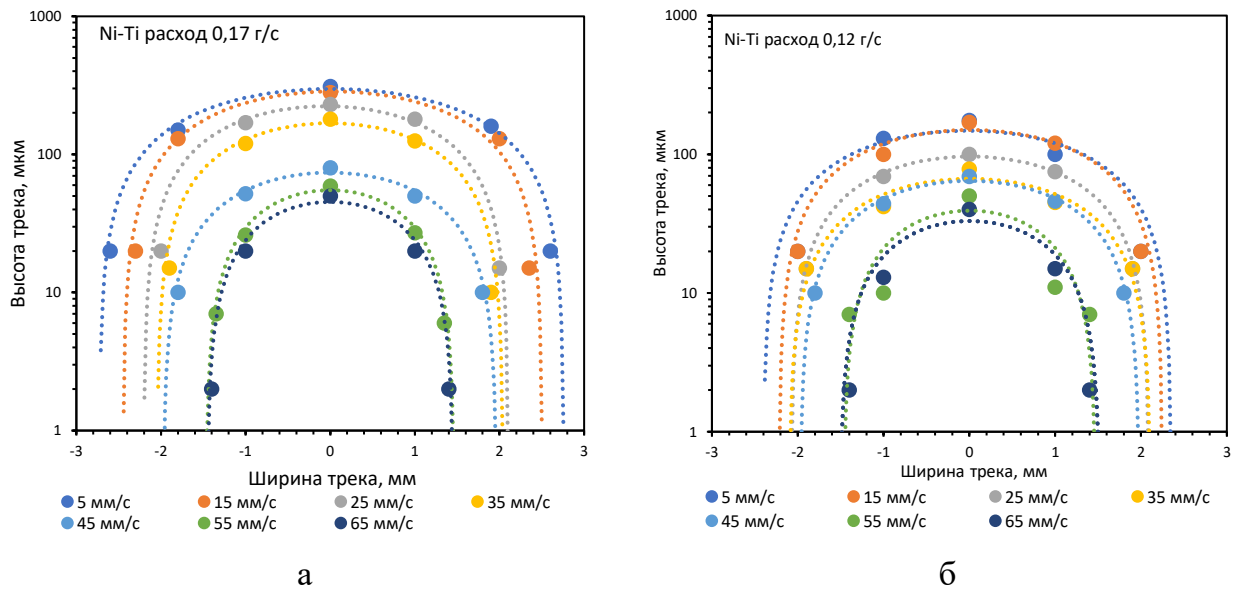 Ni-Ti расход 0,17 г/с
Высота трека, мкм
1000
100
10
1
-3 -2 -1 0 1 2 3
Ширина трека, мм
5 мм/с 15 мм/с 25 мм/с 35 мм/с
45 мм/с 55 мм/с 65 мм/с
а
Ni-Ti расход 0,12 г/с
Высота трека, мкм
1000
100
10
1
-3 -2 -1 0 1 2 3
Ширина трека, мм
5 мм/с 15 мм/с 25 мм/с 35 мм/с
45 мм/с 55 мм/с 65 мм/с
б